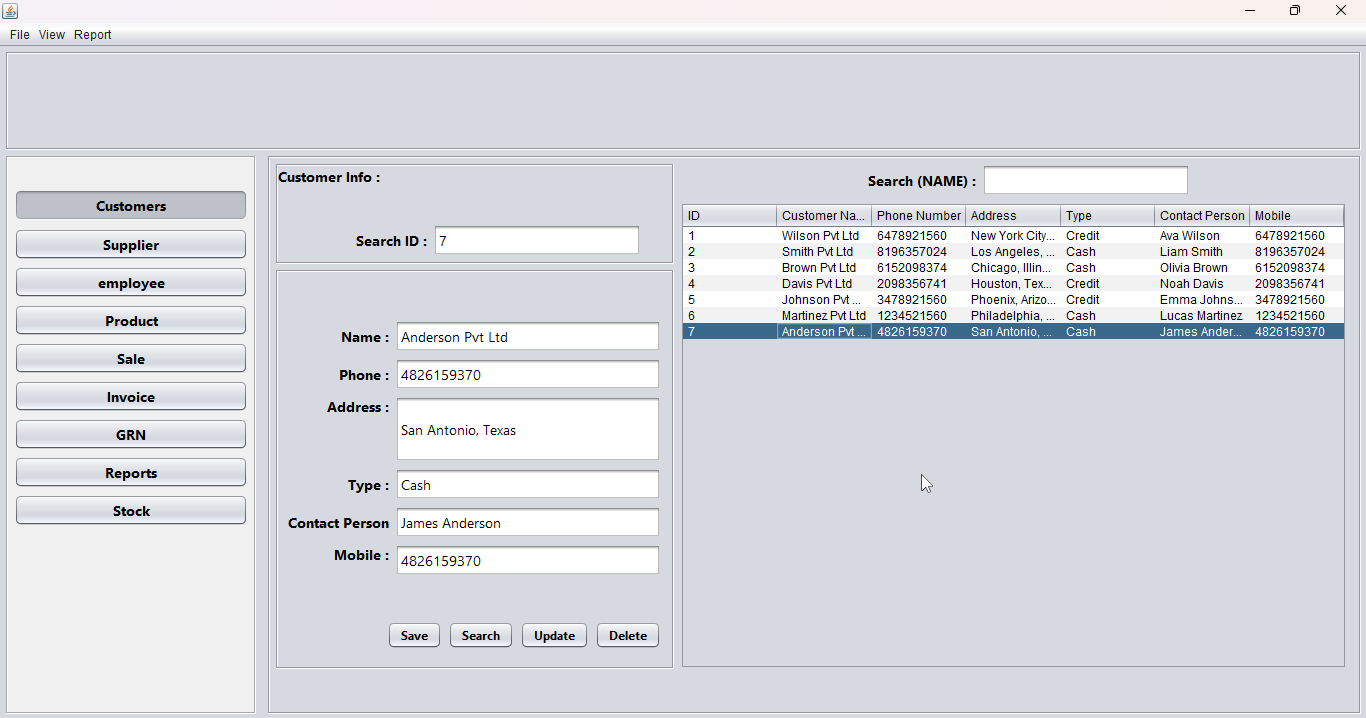 File View Report
Customers
Supplier
employee
Product
Sale
Invoice
GRN
Reports
Stock
Customer Info :
Search ID : 7
Name : Anderson Pvt Ltd
Phone : 4826159370
Address : San Antonio, Texas
Type : Cash
Contact Person James Anderson
Mobile : 4826159370
Save Search Update Delete
Search (NAME) :
ID Customer Na... Phone Number Address Type Contact Person Mobile
1 Wilson Pvt Ltd 6478921560 New York City... Credit Ava Wilson 6478921560
2 Smith Pvt Ltd 8196357024 Los Angeles, ... Cash Liam Smith 8196357024
3 Brown Pvt Ltd 6152098374 Chicago, Illin... Cash Olivia Brown 6152098374
4 Davis Pvt Ltd 2098356741 Houston, Tex... Credit Noah Davis 2098356741
5 Johnson Pvt ... 3478921560 Phoenix, Arizo... Credit Emma Johns... 3478921560
6 Martinez Pvt Ltd 1234521560 Philadelphia, ... Cash Lucas Martinez 1234521560
7 Anderson Pvt ... 4826159370 San Antonio, ... Cash James Ander... 4826159370